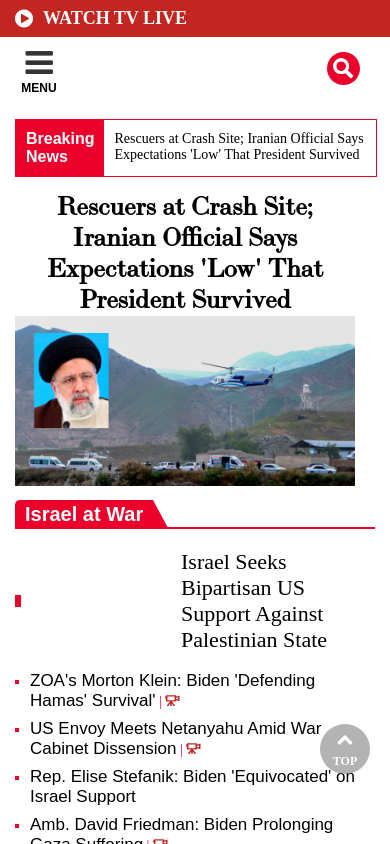 WATCH TV LIVE
MENU
Breaking
News
Rescuers at Crash Site; Iranian Official Says
Expectations 'Low' That President Survived
Rescuers at Crash Site;
Iranian Official Says
Expectations 'Low' That
President Survived
Israel at War
Israel Seeks
Bipartisan US
Support Against
Palestinian State
ZOA's Morton Klein: Biden 'Defending
Hamas' Survival' |
US Envoy Meets Netanyahu Amid War
Cabinet Dissension |
TOP
Rep. Elise Stefanik: Biden 'Equivocated' on
Israel Support
Amb. David Friedman: Biden Prolonging
Gaza Suffering |